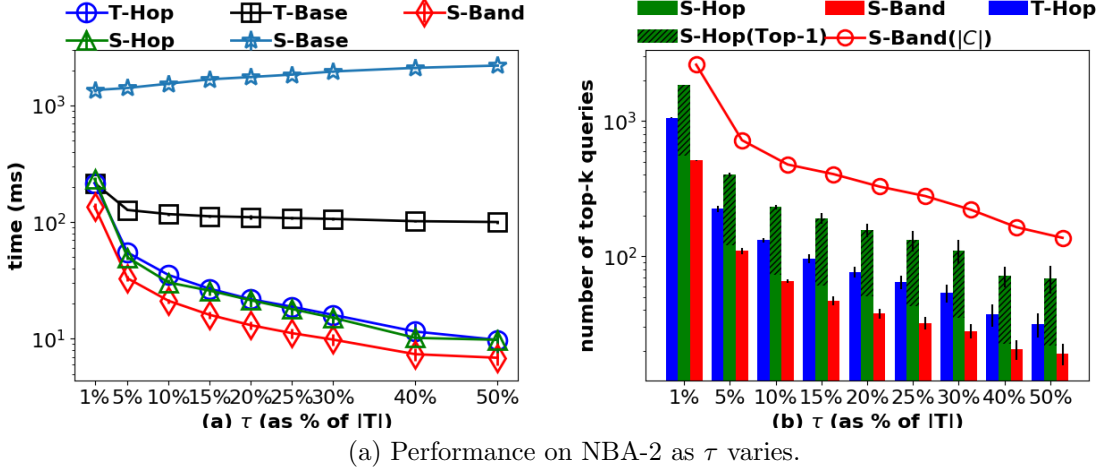 T-Hop T-Base S-Band
S-Hop S-Base
time (ms)
10³
10²
10¹
1% 5% 10% 15% 20% 25% 30% 40% 50%
(a) τ (as % of |T|)
S-Hop S-Band T-Hop
S-Hop(Top-1) S-Band(|C|)
number of top-k queries
10³
10²
1% 5% 10% 15% 20% 25% 30% 40% 50%
(b) τ (as % of |T|)
(a) Performance on NBA-2 as τ varies.